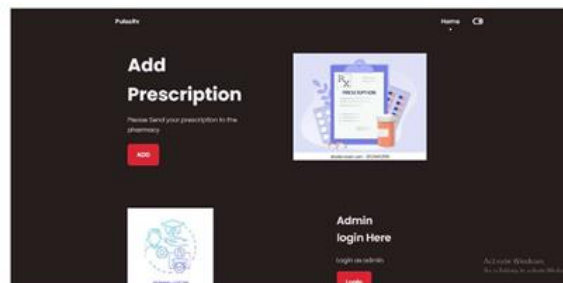 Home
Add
Prescription
Please Send your prescription to the
pharmacy
ADD
PRESCRIPTION
Admin
login Here
Login as admin
Login
Activate Windows